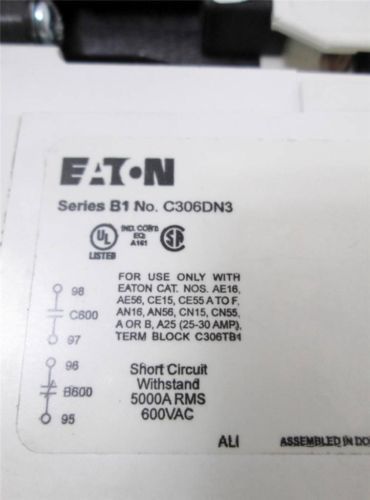 EATON
Series B1 No. C306DN3
UL
LISTED
IND. CONT.
EQ.
A161
FOR USE ONLY WITH
EATON CAT. NOS. AE16,
AE56, CE15, CE55 A TO F,
AN16, AN56, CN15, CN55,
A OR B, A25 (25-30 AMP),
TERM BLOCK C306TB1
98
C600
97
96
B600
95
Short Circuit
Withstand
5000A RMS
600VAC
ALI
ASSEMBLED IN